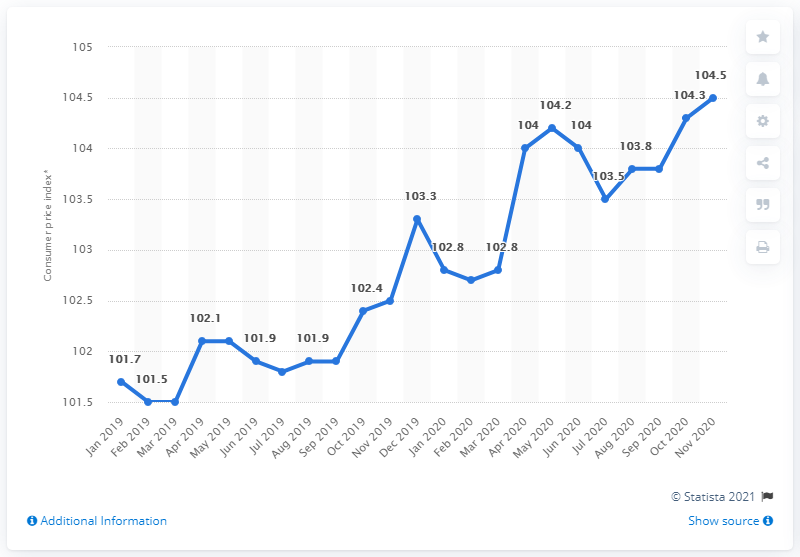 105
104.5
104
103.5
103
102.5
102
101.5
Consumer price index*
101.7
101.5
102.1
101.9
101.9
102.4
103.3
102.8
102.8
104
104.2
104
103.5
103.8
104.3
104.5
Jan 2019
Feb 2019
Mar 2019
Apr 2019
May 2019
Jun 2019
Jul 2019
Aug 2019
Sep 2019
Oct 2019
Nov 2019
Dec 2019
Jan 2020
Feb 2020
Mar 2020
Apr 2020
May 2020
Jun 2020
Jul 2020
Aug 2020
Sep 2020
Oct 2020
Nov 2020
© Statista 2021
Additional Information
Show source